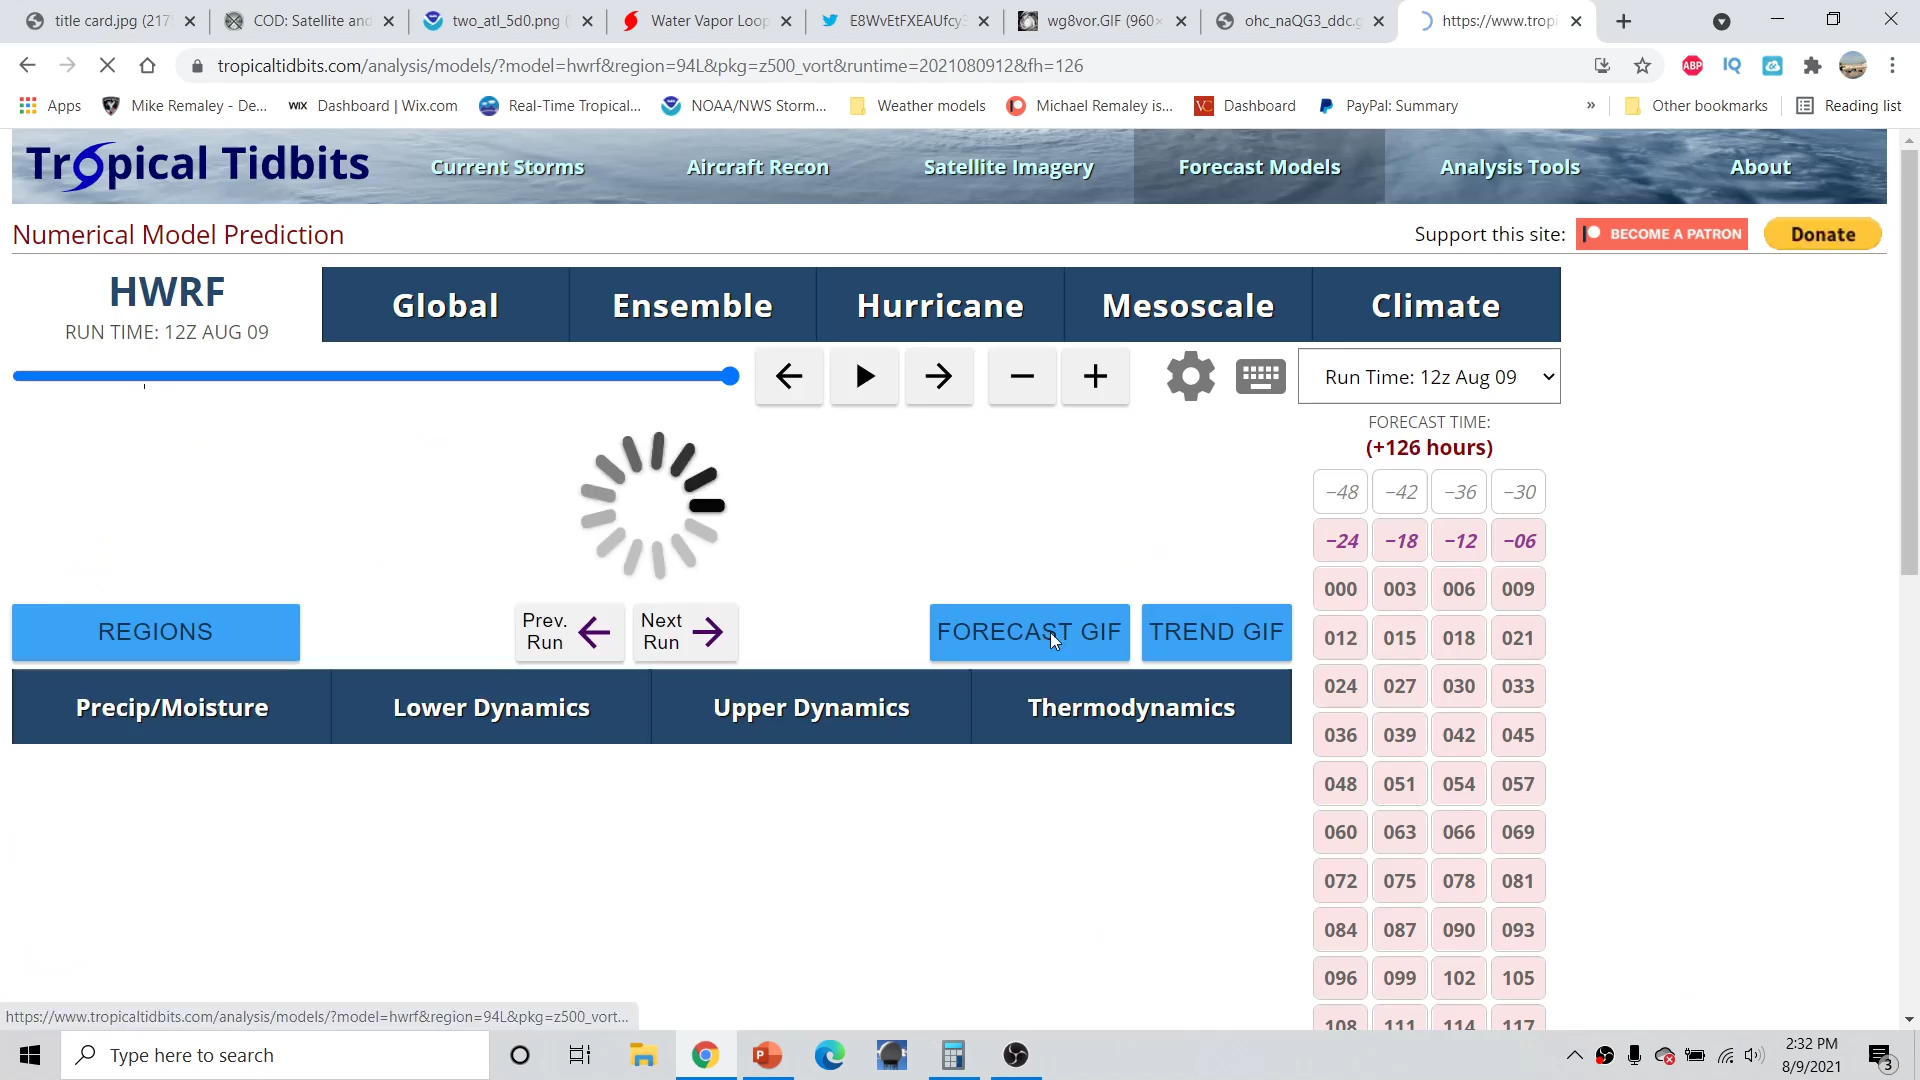 title card.jpg (217
COD: Satellite and
two_atl_5d0.png (
Water Vapor Loop
E8WvEtFXEAUfcy3
wg8vor.GIF (960×
ohc_naQG3_ddc.g
https://www.tropi
tropicaltidbits.com/analysis/models/?model=hwrf&region=94L&pkg=z500_vort&runtime=2021080912&fh=126
ABP
IQ
Apps
Mike Remaley - De...
WIX Dashboard | Wix.com
Real-Time Tropical...
NOAA/NWS Storm...
Weather models
Michael Remaley is...
VC Dashboard
PayPal: Summary
»
Other bookmarks
Reading list
Tropical Tidbits
Current Storms
Aircraft Recon
Satellite Imagery
Forecast Models
Analysis Tools
About
Numerical Model Prediction
Support this site:
BECOME A PATRON
Donate
HWRF
RUN TIME: 12Z AUG 09
Global
Ensemble
Hurricane
Mesoscale
Climate
Run Time: 12z Aug 09
FORECAST TIME:
(+126 hours)
−48 −42 −36 −30
−24 −18 −12 −06
000 003 006 009
012 015 018 021
024 027 030 033
036 039 042 045
048 051 054 057
060 063 066 069
072 075 078 081
084 087 090 093
096 099 102 105
108 111 114 117
REGIONS
Prev. Run
Next Run
FORECAST GIF
TREND GIF
Precip/Moisture
Lower Dynamics
Upper Dynamics
Thermodynamics
https://www.tropicaltidbits.com/analysis/models/?model=hwrf&region=94L&pkg=z500_vort...
Type here to search
2:32 PM
8/9/2021
3